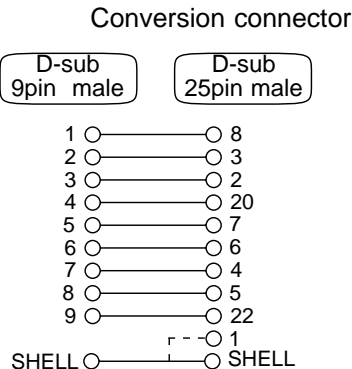 Conversion connector
D-sub D-sub
9pin male 25pin male
1 8
2 3
3 2
4 20
5 7
6 6
7 4
8 5
9 22
1
SHELL SHELL